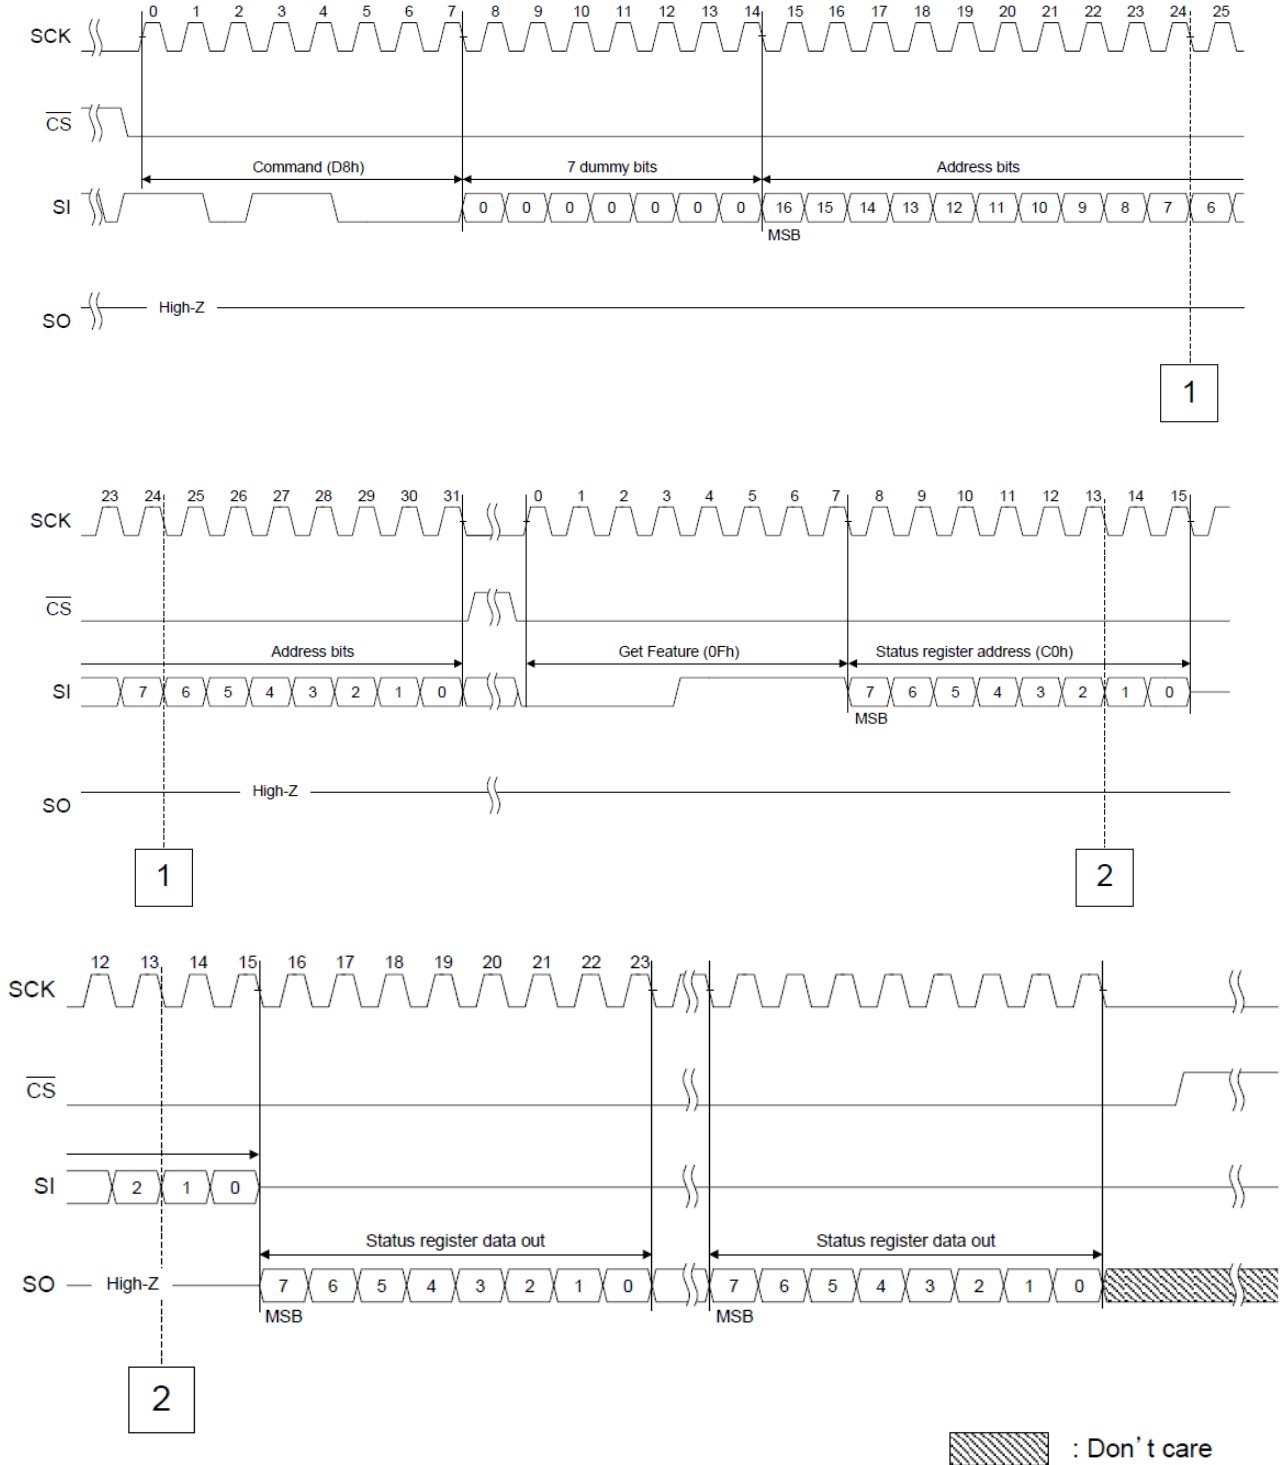 0 1 2 3 4 5 6 7 8 9 10 11 12 13 14 15 16 17 18 19 20 21 22 23 24 25
SCK
CS
Command (D8h) 7 dummy bits Address bits
SI 0 0 0 0 0 0 0 16 15 14 13 12 11 10 9 8 7 6
MSB
High-Z
SO
1
23 24 25 26 27 28 29 30 31 0 1 2 3 4 5 6 7 8 9 10 11 12 13 14 15
SCK
CS
Address bits Get Feature (0Fh) Status register address (C0h)
SI 7 6 5 4 3 2 1 0 7 6 5 4 3 2 1 0
MSB
High-Z
SO
1 2
12 13 14 15 16 17 18 19 20 21 22 23
SCK
CS
SI 2 1 0
Status register data out Status register data out
SO High-Z 7 6 5 4 3 2 1 0 7 6 5 4 3 2 1 0
MSB MSB
2
: Don't care